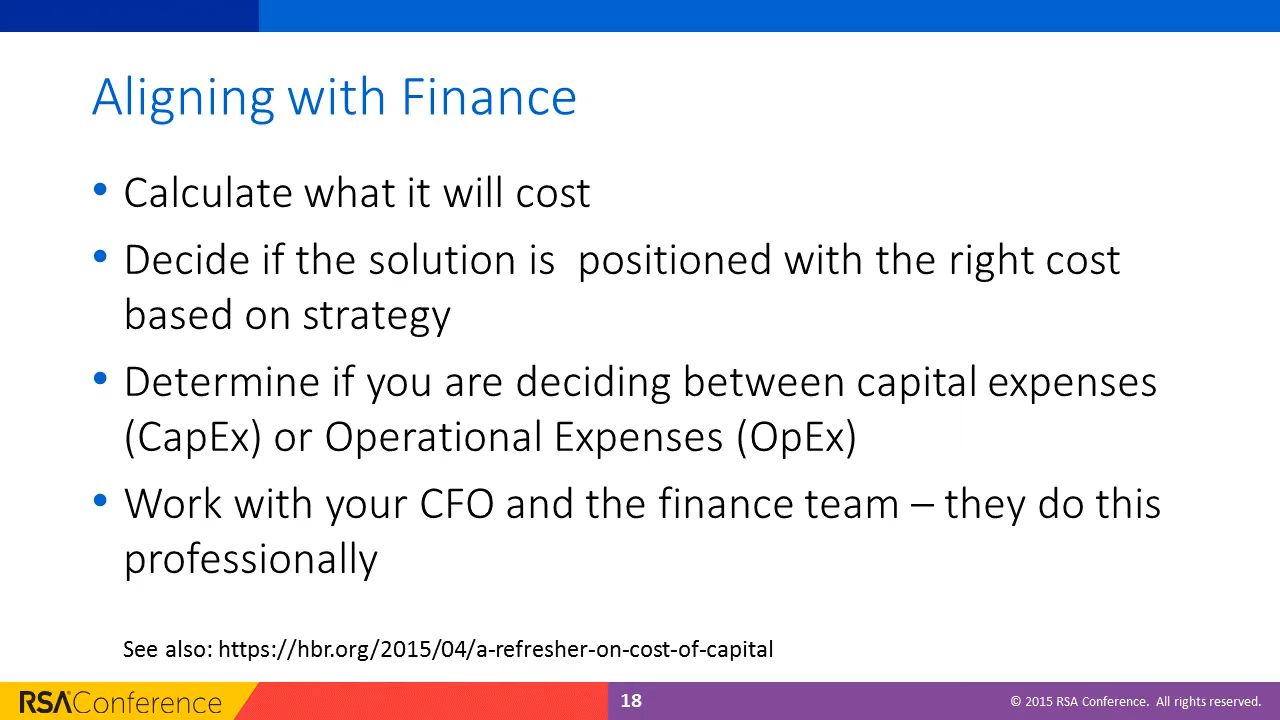 Aligning with Finance
• Calculate what it will cost
• Decide if the solution is  positioned with the right cost
based on strategy
• Determine if you are deciding between capital expenses
(CapEx) or Operational Expenses (OpEx)
• Work with your CFO and the finance team – they do this
professionally
See also: https://hbr.org/2015/04/a-refresher-on-cost-of-capital
RSA®Conference
18
© 2015 RSA Conference.  All rights reserved.